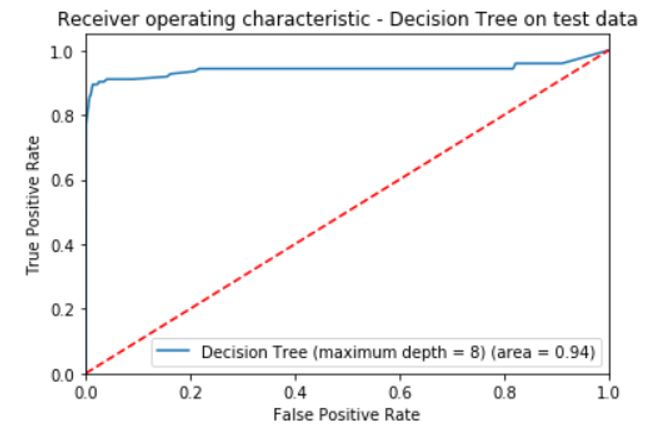 Receiver operating characteristic - Decision Tree on test data
1.0
0.8
0.6
0.4
0.2
0.0
True Positive Rate
Decision Tree (maximum depth = 8) (area = 0.94)
0.0 0.2 0.4 0.6 0.8 1.0
False Positive Rate